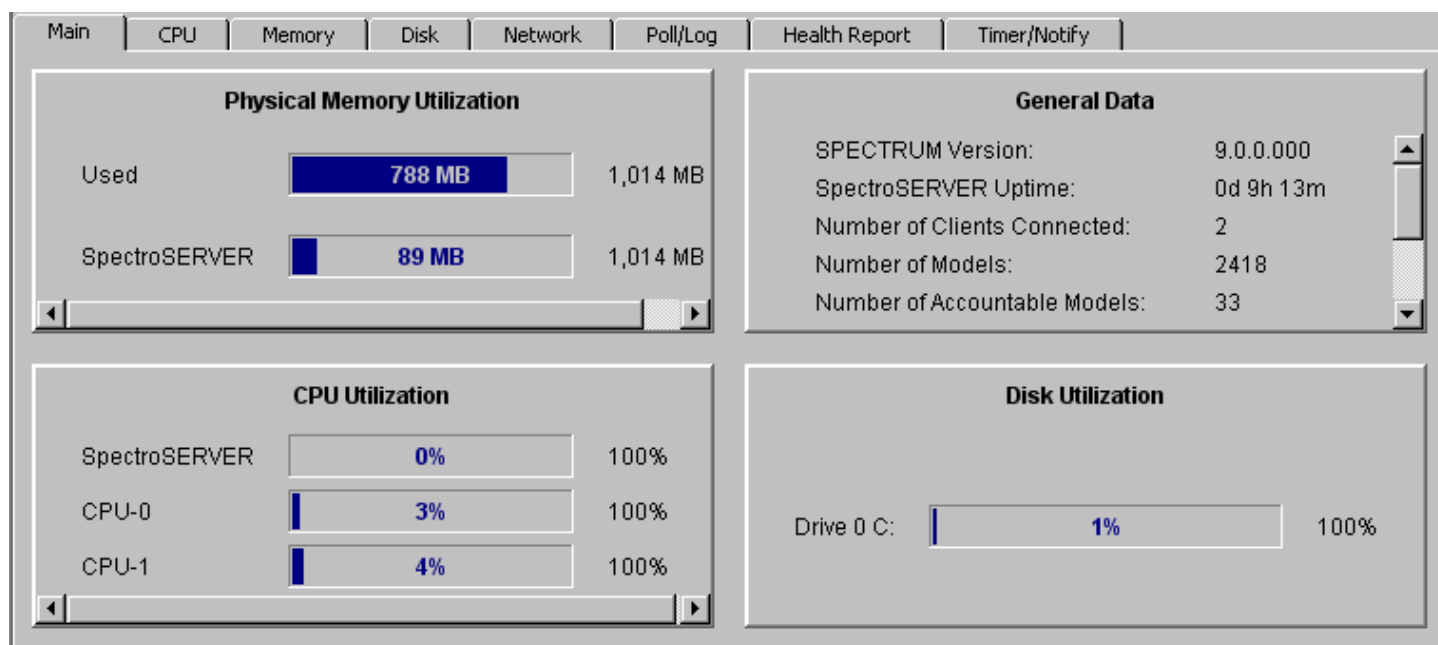 Main CPU Memory Disk Network Poll/Log Health Report Timer/Notify
Physical Memory Utilization
Used 788 MB 1,014 MB
SpectroSERVER 89 MB 1,014 MB
General Data
SPECTRUM Version: 9.0.0.000
SpectroSERVER Uptime: 0d 9h 13m
Number of Clients Connected: 2
Number of Models: 2418
Number of Accountable Models: 33
CPU Utilization
SpectroSERVER 0% 100%
CPU-0 3% 100%
CPU-1 4% 100%
Disk Utilization
Drive 0 C: 1% 100%